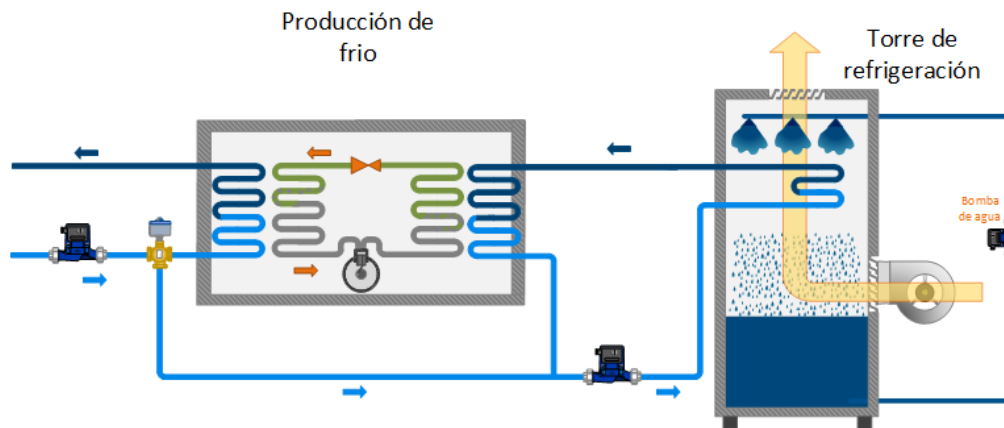 Producción de
frio
Torre de
refrigeración
Bomba
de agua